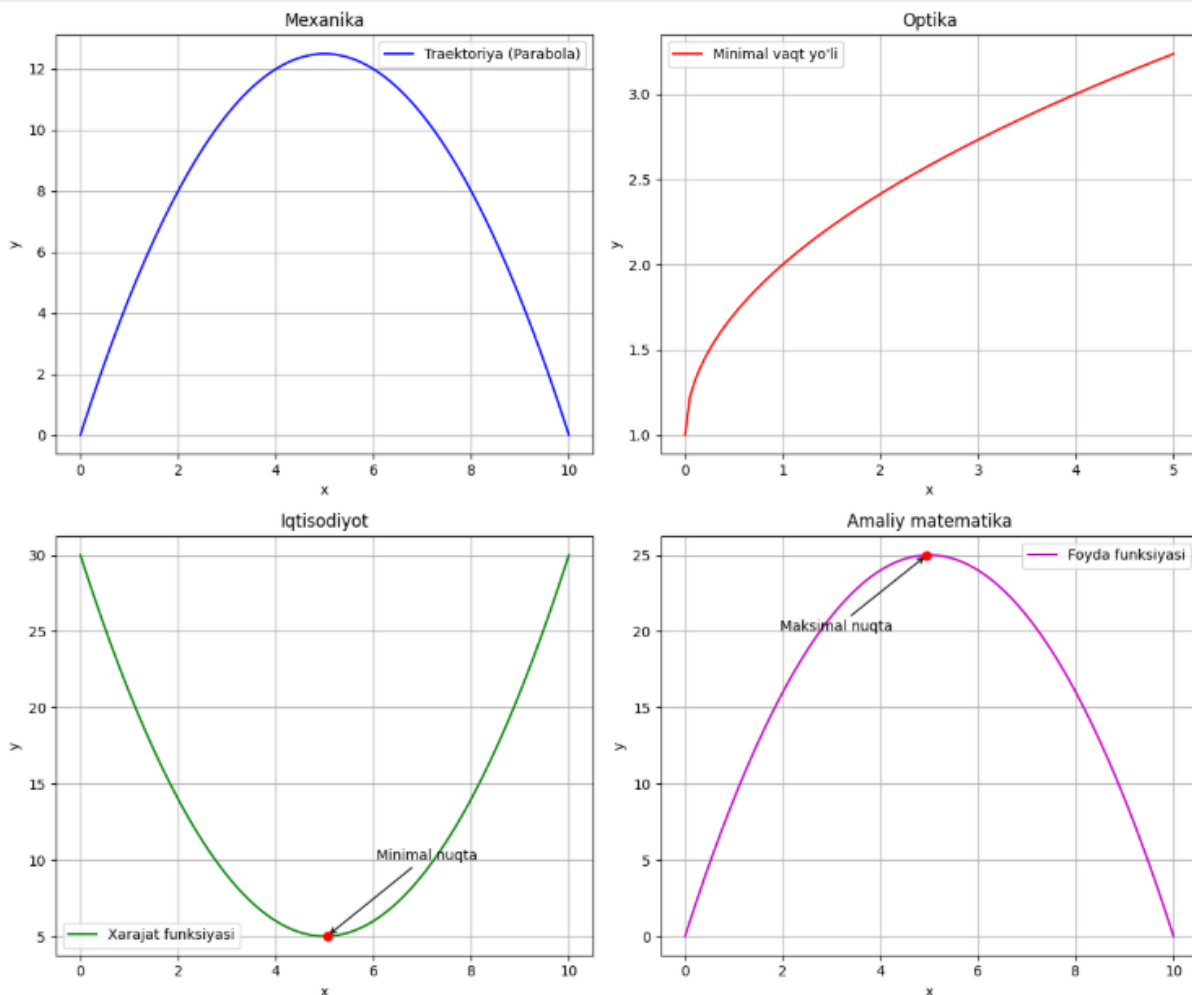 Mexanika
Traektoriya (Parabola)
12
10
8
6
4
2
0
y
0 2 4 6 8 10
x
Optika
Minimal vaqt yo'li
3.0
2.5
2.0
1.5
1.0
y
0 1 2 3 4 5
x
Iqtisodiyot
30
25
20
15
10
5
y
Minimal nuqta
Xarajat funksiyasi
0 2 4 6 8 10
x
Amaliy matematika
Foyda funksiyasi
25
20
15
10
5
0
y
Maksimal nuqta
0 2 4 6 8 10
x